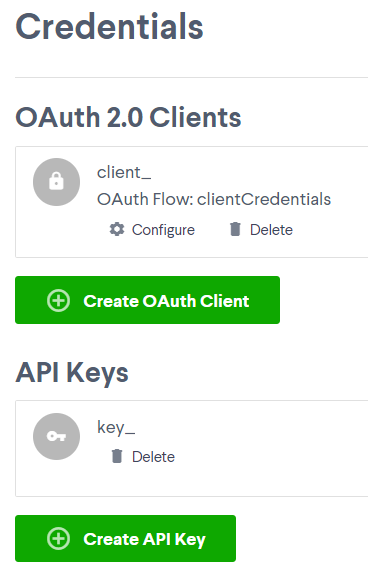 Credentials
OAuth 2.0 Clients
client_
OAuth Flow: clientCredentials
Configure Delete
Create OAuth Client
API Keys
key_
Delete
Create API Key